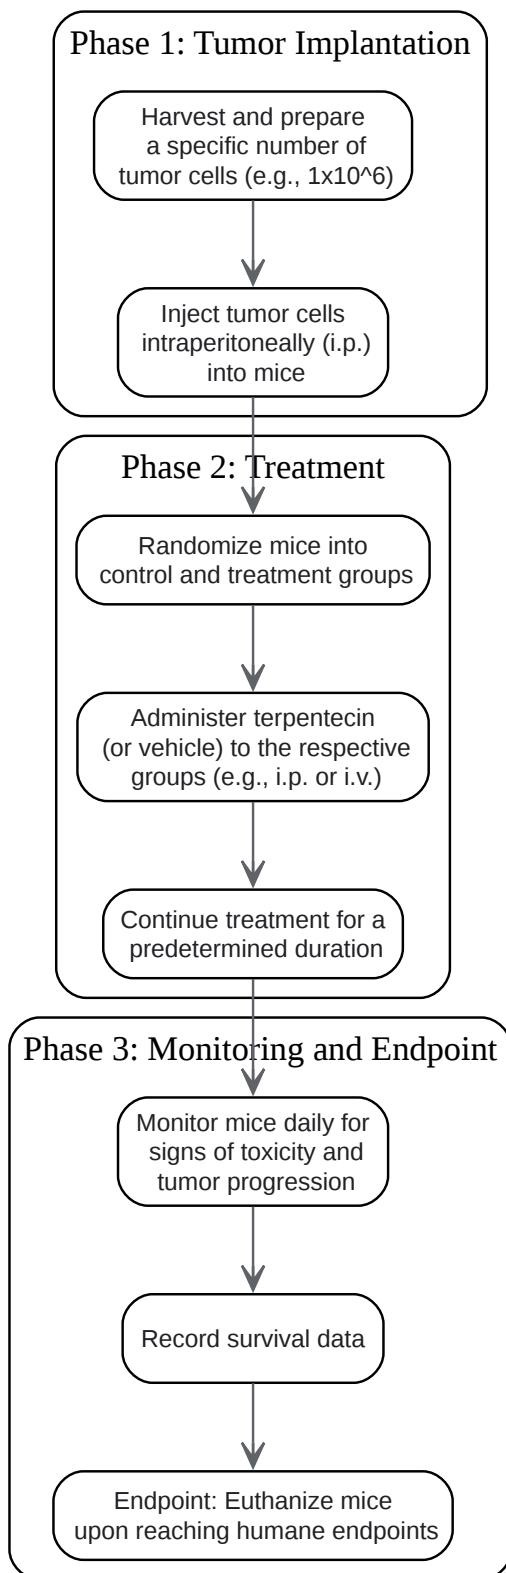 Phase 1: Tumor Implantation
Harvest and prepare
a specific number of
tumor cells (e.g., 1x10^6)
Inject tumor cells
intraperitoneally (i.p.)
into mice
Phase 2: Treatment
Randomize mice into
control and treatment groups
Administer terpentecin
(or vehicle) to the respective
groups (e.g., i.p. or i.v.)
Continue treatment for a
predetermined duration
Phase 3: Monitoring and Endpoint
Monitor mice daily for
signs of toxicity and
tumor progression
Record survival data
Endpoint: Euthanize mice
upon reaching humane endpoints